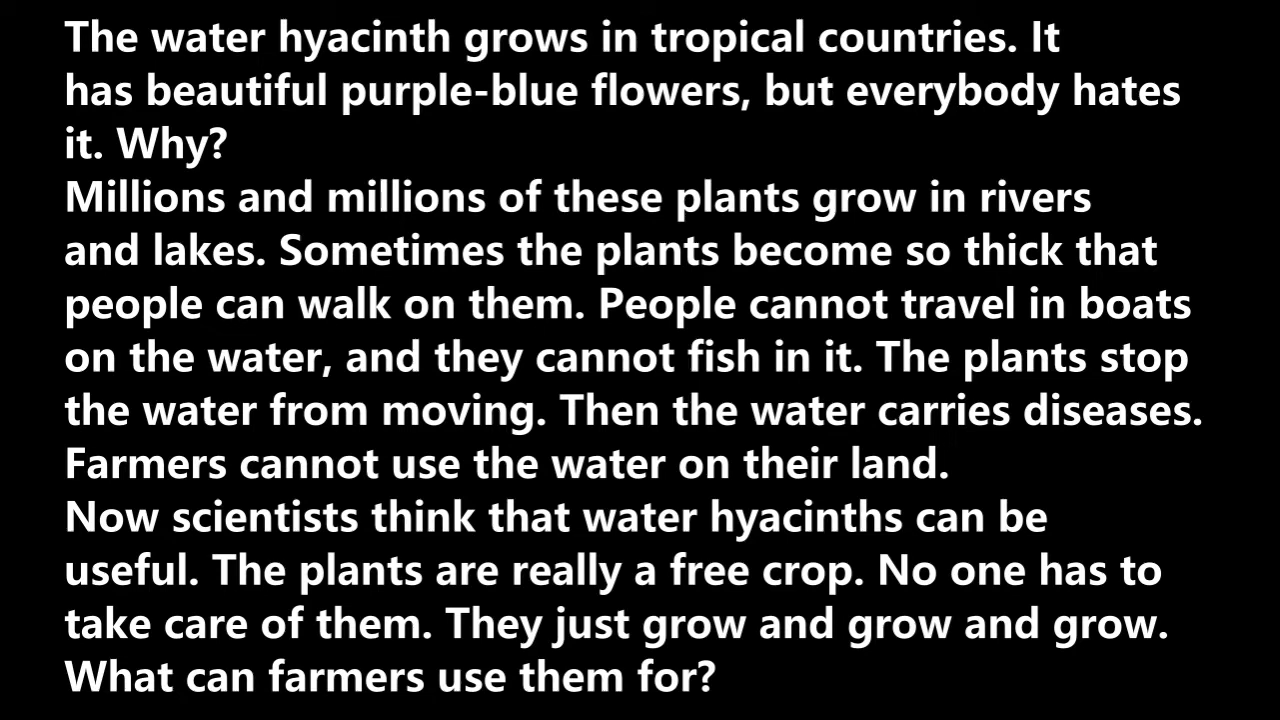 The water hyacinth grows in tropical countries. It
has beautiful purple-blue flowers, but everybody hates
it. Why?
Millions and millions of these plants grow in rivers
and lakes. Sometimes the plants become so thick that
people can walk on them. People cannot travel in boats
on the water, and they cannot fish in it. The plants stop
the water from moving. Then the water carries diseases.
Farmers cannot use the water on their land.
Now scientists think that water hyacinths can be
useful. The plants are really a free crop. No one has to
take care of them. They just grow and grow and grow.
What can farmers use them for?